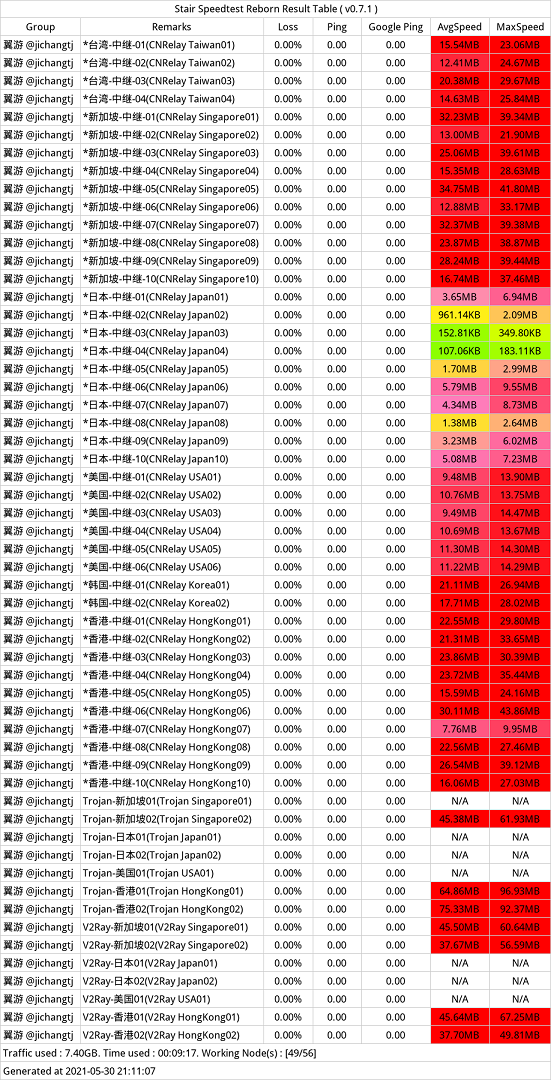 Stair Speedtest Reborn Result Table ( v0.7.1 )
Group Remarks Loss Ping Google Ping AvgSpeed MaxSpeed
翼游 @jichangtj *台湾-中继-01(CNRelay Taiwan01) 0.00% 0.00 0.00 15.54MB 23.06MB
翼游 @jichangtj *台湾-中继-02(CNRelay Taiwan02) 0.00% 0.00 0.00 12.41MB 24.67MB
翼游 @jichangtj *台湾-中继-03(CNRelay Taiwan03) 0.00% 0.00 0.00 20.38MB 29.67MB
翼游 @jichangtj *台湾-中继-04(CNRelay Taiwan04) 0.00% 0.00 0.00 14.63MB 25.84MB
翼游 @jichangtj *新加坡-中继-01(CNRelay Singapore01) 0.00% 0.00 0.00 32.23MB 39.34MB
翼游 @jichangtj *新加坡-中继-02(CNRelay Singapore02) 0.00% 0.00 0.00 13.00MB 21.90MB
翼游 @jichangtj *新加坡-中继-03(CNRelay Singapore03) 0.00% 0.00 0.00 25.06MB 39.61MB
翼游 @jichangtj *新加坡-中继-04(CNRelay Singapore04) 0.00% 0.00 0.00 15.35MB 28.63MB
翼游 @jichangtj *新加坡-中继-05(CNRelay Singapore05) 0.00% 0.00 0.00 34.75MB 41.80MB
翼游 @jichangtj *新加坡-中继-06(CNRelay Singapore06) 0.00% 0.00 0.00 12.88MB 33.17MB
翼游 @jichangtj *新加坡-中继-07(CNRelay Singapore07) 0.00% 0.00 0.00 32.37MB 39.38MB
翼游 @jichangtj *新加坡-中继-08(CNRelay Singapore08) 0.00% 0.00 0.00 23.87MB 38.87MB
翼游 @jichangtj *新加坡-中继-09(CNRelay Singapore09) 0.00% 0.00 0.00 28.24MB 39.44MB
翼游 @jichangtj *新加坡-中继-10(CNRelay Singapore10) 0.00% 0.00 0.00 16.74MB 37.46MB
翼游 @jichangtj *日本-中继-01(CNRelay Japan01) 0.00% 0.00 0.00 3.65MB 6.94MB
翼游 @jichangtj *日本-中继-02(CNRelay Japan02) 0.00% 0.00 0.00 961.14KB 2.09MB
翼游 @jichangtj *日本-中继-03(CNRelay Japan03) 0.00% 0.00 0.00 152.81KB 349.80KB
翼游 @jichangtj *日本-中继-04(CNRelay Japan04) 0.00% 0.00 0.00 107.06KB 183.11KB
翼游 @jichangtj *日本-中继-05(CNRelay Japan05) 0.00% 0.00 0.00 1.70MB 2.99MB
翼游 @jichangtj *日本-中继-06(CNRelay Japan06) 0.00% 0.00 0.00 5.79MB 9.55MB
翼游 @jichangtj *日本-中继-07(CNRelay Japan07) 0.00% 0.00 0.00 4.34MB 8.73MB
翼游 @jichangtj *日本-中继-08(CNRelay Japan08) 0.00% 0.00 0.00 1.38MB 2.64MB
翼游 @jichangtj *日本-中继-09(CNRelay Japan09) 0.00% 0.00 0.00 3.23MB 6.02MB
翼游 @jichangtj *日本-中继-10(CNRelay Japan10) 0.00% 0.00 0.00 5.08MB 7.23MB
翼游 @jichangtj *美国-中继-01(CNRelay USA01) 0.00% 0.00 0.00 9.48MB 13.90MB
翼游 @jichangtj *美国-中继-02(CNRelay USA02) 0.00% 0.00 0.00 10.76MB 13.75MB
翼游 @jichangtj *美国-中继-03(CNRelay USA03) 0.00% 0.00 0.00 9.49MB 14.47MB
翼游 @jichangtj *美国-中继-04(CNRelay USA04) 0.00% 0.00 0.00 10.69MB 13.67MB
翼游 @jichangtj *美国-中继-05(CNRelay USA05) 0.00% 0.00 0.00 11.30MB 14.30MB
翼游 @jichangtj *美国-中继-06(CNRelay USA06) 0.00% 0.00 0.00 11.22MB 14.29MB
翼游 @jichangtj *韩国-中继-01(CNRelay Korea01) 0.00% 0.00 0.00 21.11MB 26.94MB
翼游 @jichangtj *韩国-中继-02(CNRelay Korea02) 0.00% 0.00 0.00 17.71MB 28.02MB
翼游 @jichangtj *香港-中继-01(CNRelay HongKong01) 0.00% 0.00 0.00 22.55MB 29.80MB
翼游 @jichangtj *香港-中继-02(CNRelay HongKong02) 0.00% 0.00 0.00 21.31MB 33.65MB
翼游 @jichangtj *香港-中继-03(CNRelay HongKong03) 0.00% 0.00 0.00 23.86MB 30.39MB
翼游 @jichangtj *香港-中继-04(CNRelay HongKong04) 0.00% 0.00 0.00 23.72MB 35.44MB
翼游 @jichangtj *香港-中继-05(CNRelay HongKong05) 0.00% 0.00 0.00 15.59MB 24.16MB
翼游 @jichangtj *香港-中继-06(CNRelay HongKong06) 0.00% 0.00 0.00 30.11MB 43.86MB
翼游 @jichangtj *香港-中继-07(CNRelay HongKong07) 0.00% 0.00 0.00 7.76MB 9.95MB
翼游 @jichangtj *香港-中继-08(CNRelay HongKong08) 0.00% 0.00 0.00 22.56MB 27.46MB
翼游 @jichangtj *香港-中继-09(CNRelay HongKong09) 0.00% 0.00 0.00 26.54MB 39.12MB
翼游 @jichangtj *香港-中继-10(CNRelay HongKong10) 0.00% 0.00 0.00 16.06MB 27.03MB
翼游 @jichangtj Trojan-新加坡01(Trojan Singapore01) 0.00% 0.00 0.00 N/A N/A
翼游 @jichangtj Trojan-新加坡02(Trojan Singapore02) 0.00% 0.00 0.00 45.38MB 61.93MB
翼游 @jichangtj Trojan-日本01(Trojan Japan01) 0.00% 0.00 0.00 N/A N/A
翼游 @jichangtj Trojan-日本02(Trojan Japan02) 0.00% 0.00 0.00 N/A N/A
翼游 @jichangtj Trojan-美国01(Trojan USA01) 0.00% 0.00 0.00 N/A N/A
翼游 @jichangtj Trojan-香港01(Trojan HongKong01) 0.00% 0.00 0.00 64.86MB 96.93MB
翼游 @jichangtj Trojan-香港02(Trojan HongKong02) 0.00% 0.00 0.00 75.33MB 92.37MB
翼游 @jichangtj V2Ray-新加坡01(V2Ray Singapore01) 0.00% 0.00 0.00 45.50MB 60.64MB
翼游 @jichangtj V2Ray-新加坡02(V2Ray Singapore02) 0.00% 0.00 0.00 37.67MB 56.59MB
翼游 @jichangtj V2Ray-日本01(V2Ray Japan01) 0.00% 0.00 0.00 N/A N/A
翼游 @jichangtj V2Ray-日本02(V2Ray Japan02) 0.00% 0.00 0.00 N/A N/A
翼游 @jichangtj V2Ray-美国01(V2Ray USA01) 0.00% 0.00 0.00 N/A N/A
翼游 @jichangtj V2Ray-香港01(V2Ray HongKong01) 0.00% 0.00 0.00 45.64MB 67.25MB
翼游 @jichangtj V2Ray-香港02(V2Ray HongKong02) 0.00% 0.00 0.00 37.70MB 49.81MB
Traffic used : 7.40GB. Time used : 00:09:17. Working Node(s) : [49/56]
Generated at 2021-05-30 21:11:07